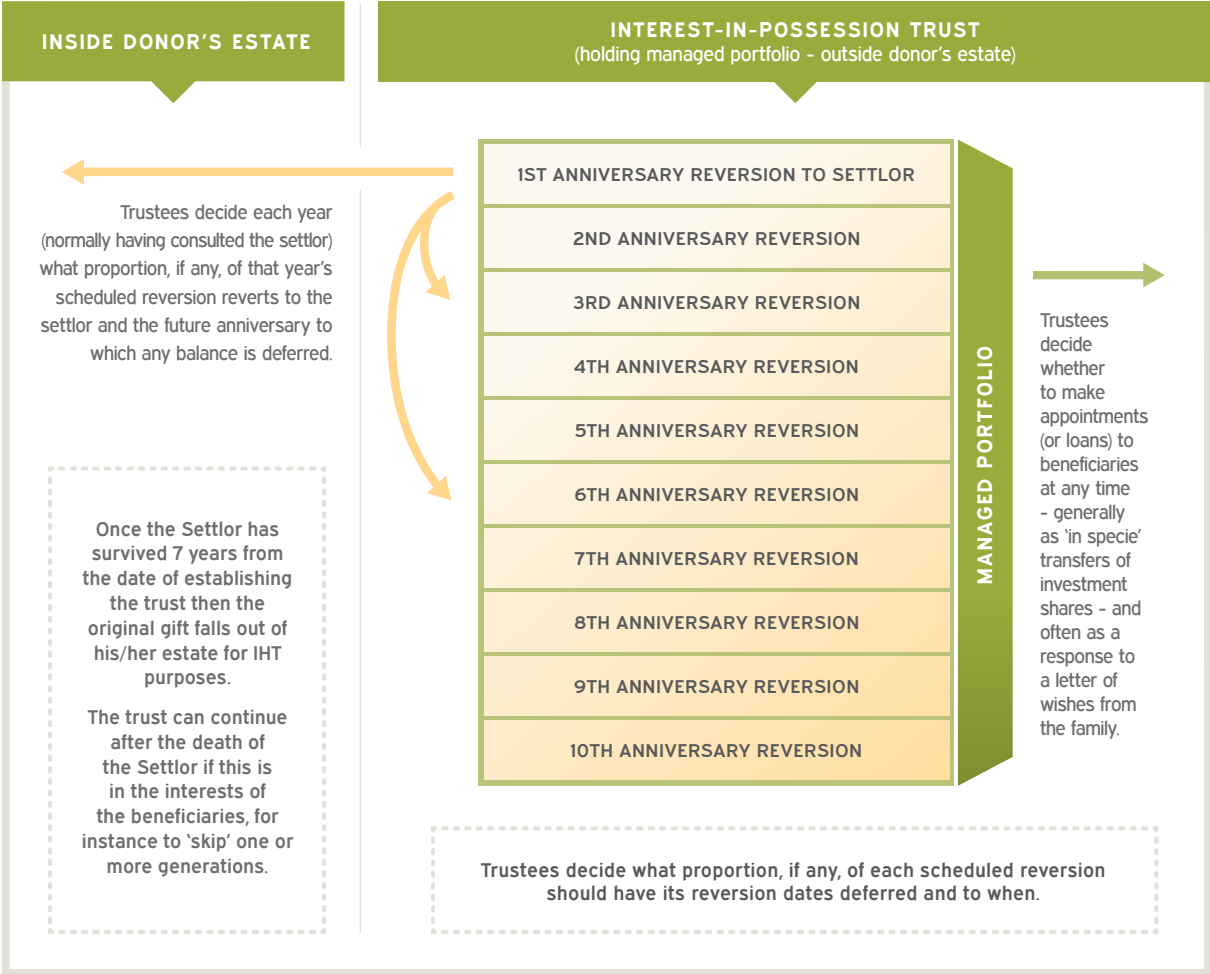 INSIDE DONOR'S ESTATE
INTEREST-IN-POSSESSION TRUST
(holding managed portfolio - outside donor's estate)
Trustees decide each year
(normally having consulted the settlor)
what proportion, if any, of that year's
scheduled reversion reverts to the
settlor and the future anniversary to
which any balance is deferred.
Once the Settlor has
survived 7 years from
the date of establishing
the trust then the
original gift falls out of
his/her estate for IHT
purposes.
The trust can continue
after the death of
the Settlor if this is
in the interests of
the beneficiaries, for
instance to 'skip' one or
more generations.
1ST ANNIVERSARY REVERSION TO SETTLOR
2ND ANNIVERSARY REVERSION
3RD ANNIVERSARY REVERSION
4TH ANNIVERSARY REVERSION
5TH ANNIVERSARY REVERSION
6TH ANNIVERSARY REVERSION
7TH ANNIVERSARY REVERSION
8TH ANNIVERSARY REVERSION
9TH ANNIVERSARY REVERSION
10TH ANNIVERSARY REVERSION
MANAGED PORTFOLIO
Trustees
decide
whether
to make
appointments
(or loans) to
beneficiaries
at any time
- generally
as 'in specie'
transfers of
investment
shares - and
often as a
response to
a letter of
wishes from
the family.
Trustees decide what proportion, if any, of each scheduled reversion
should have its reversion dates deferred and to when.